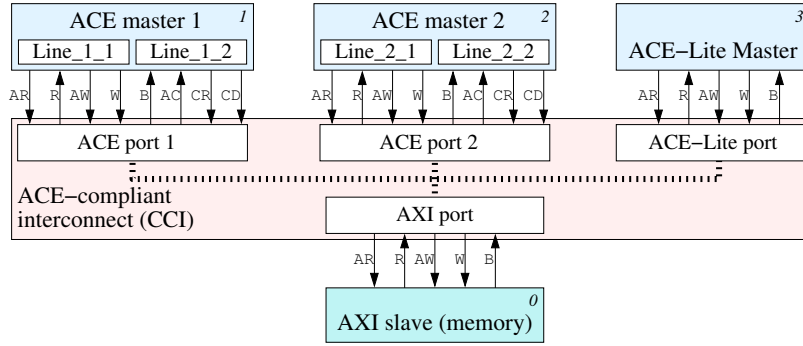 ACE master 1
1
Line_1_1 Line_1_2
ACE master 2
2
Line_2_1 Line_2_2
3
ACE−Lite Master
AR R AW W B AC CR CD
AR R AW W B AC CR CD
AR R AW W B
ACE port 1
ACE port 2
ACE−Lite port
ACE−compliant
interconnect (CCI)
AXI port
AR R AW W B
0
AXI slave (memory)